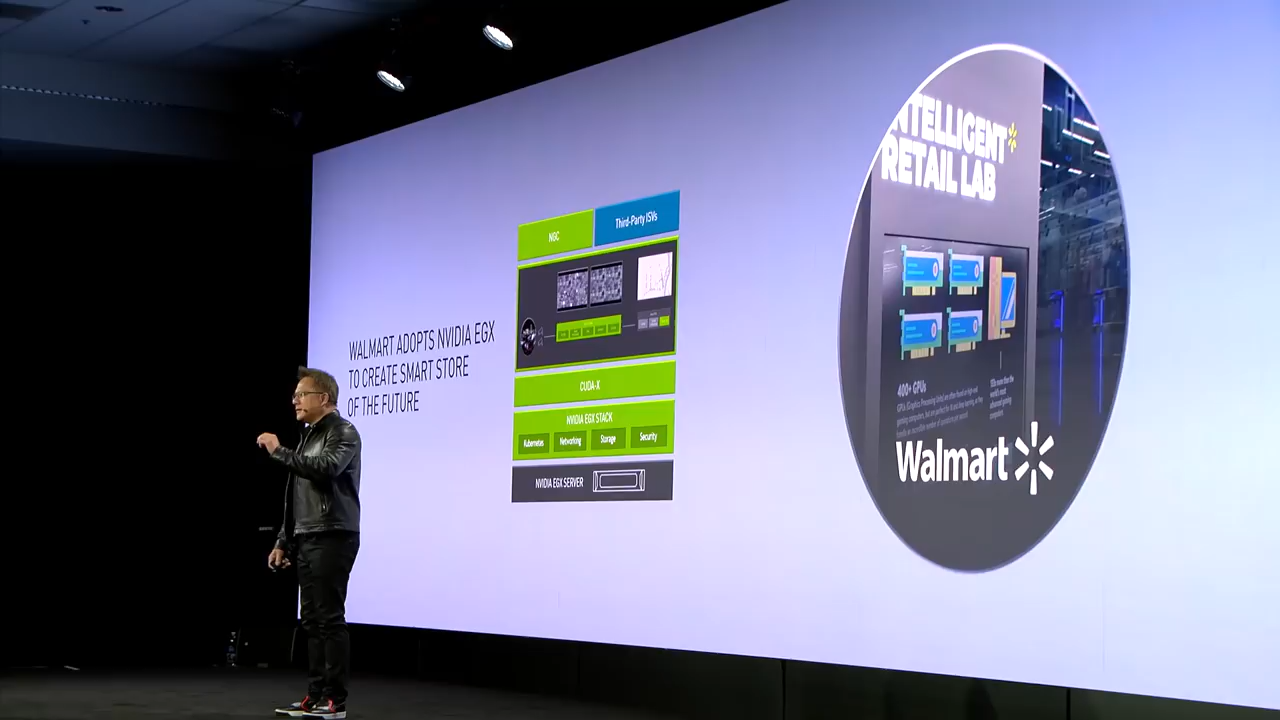 WALMART ADOPTS NVIDIA EGX
TO CREATE SMART STORE
OF THE FUTURE
NGC
Third-Party ISVs
CUDA-X
NVIDIA EGX STACK
Kubernetes
Networking
Storage
Security
NVIDIA EGX SERVER
INTELLIGENT
RETAIL LAB
400+ GPUs
Walmart